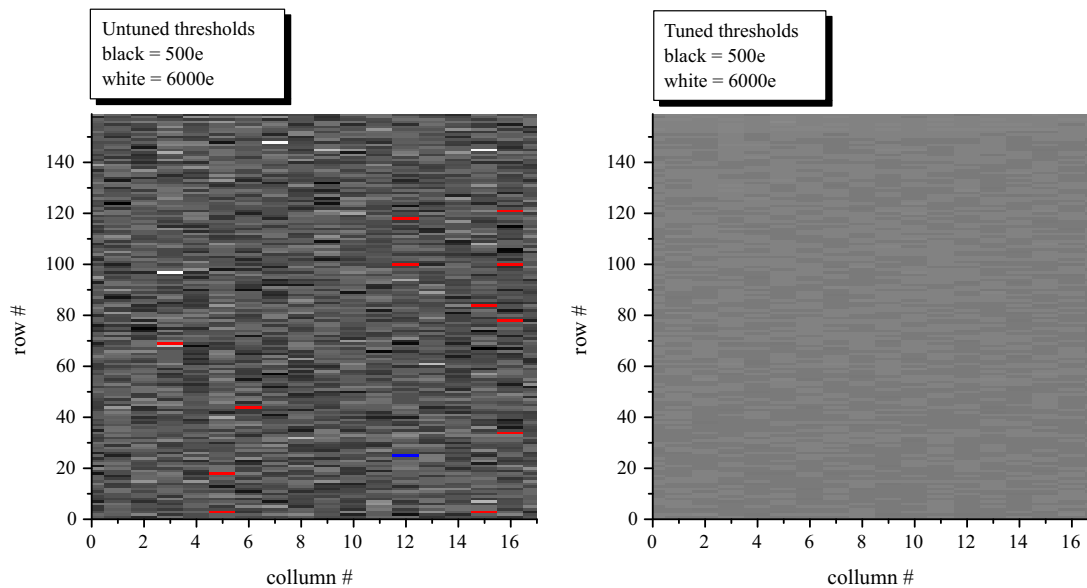 Untuned thresholds
black = 500e
white = 6000e
140
120
100
80
60
40
20
0
row #
0 2 4 6 8 10 12 14 16
collumn #
Tuned thresholds
black = 500e
white = 6000e
140
120
100
80
60
40
20
0
row #
0 2 4 6 8 10 12 14 16
collumn #